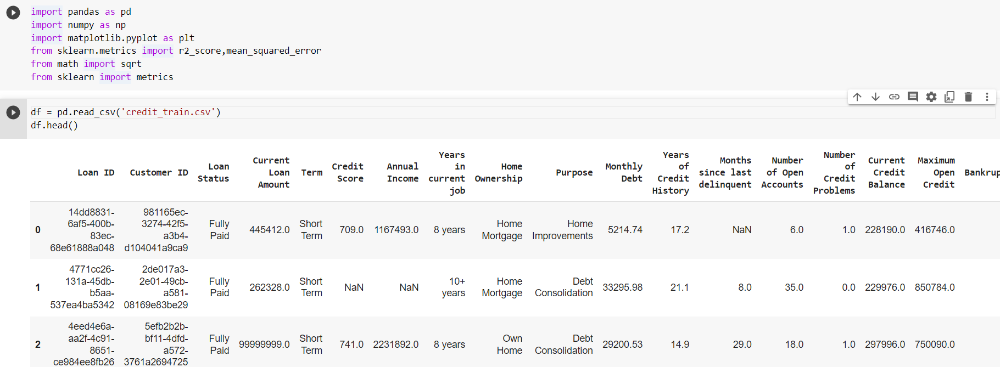 import pandas as pd
import numpy as np
import matplotlib.pyplot as plt
from sklearn.metrics import r2_score,mean_squared_error
from math import sqrt
from sklearn import metrics
df = pd.read_csv('credit_train.csv')
df.head()
Loan ID Customer ID Loan Status Current Loan Amount Term Credit Score Annual Income Years in current job Home Ownership Purpose Monthly Debt Years of Credit History Months since last delinquent Number of Open Accounts Number of Credit Problems Current Credit Balance Maximum Open Credit Bankrup
0 14dd8831-6af5-400b-83ec-68e61888a048 981165ec-3274-42f5-a3b4-d104041a9ca9 Fully Paid 445412.0 Short Term 709.0 1167493.0 8 years Home Mortgage Home Improvements 5214.74 17.2 NaN 6.0 1.0 228190.0 416746.0
1 4771cc26-131a-45db-b5aa-537ea4ba5342 2de017a3-2e01-49cb-a581-08169e83be29 Fully Paid 262328.0 Short Term NaN NaN 10+ years Home Mortgage Debt Consolidation 33295.98 21.1 8.0 35.0 0.0 229976.0 850784.0
2 4eed4e6a-aa2f-4c91-8651-ce984ee8fb26 5efb2b2b-bf11-4dfd-a572-3761a2694725 Fully Paid 99999999.0 Short Term 741.0 2231892.0 8 years Own Home Debt Consolidation 29200.53 14.9 29.0 18.0 1.0 297996.0 750090.0